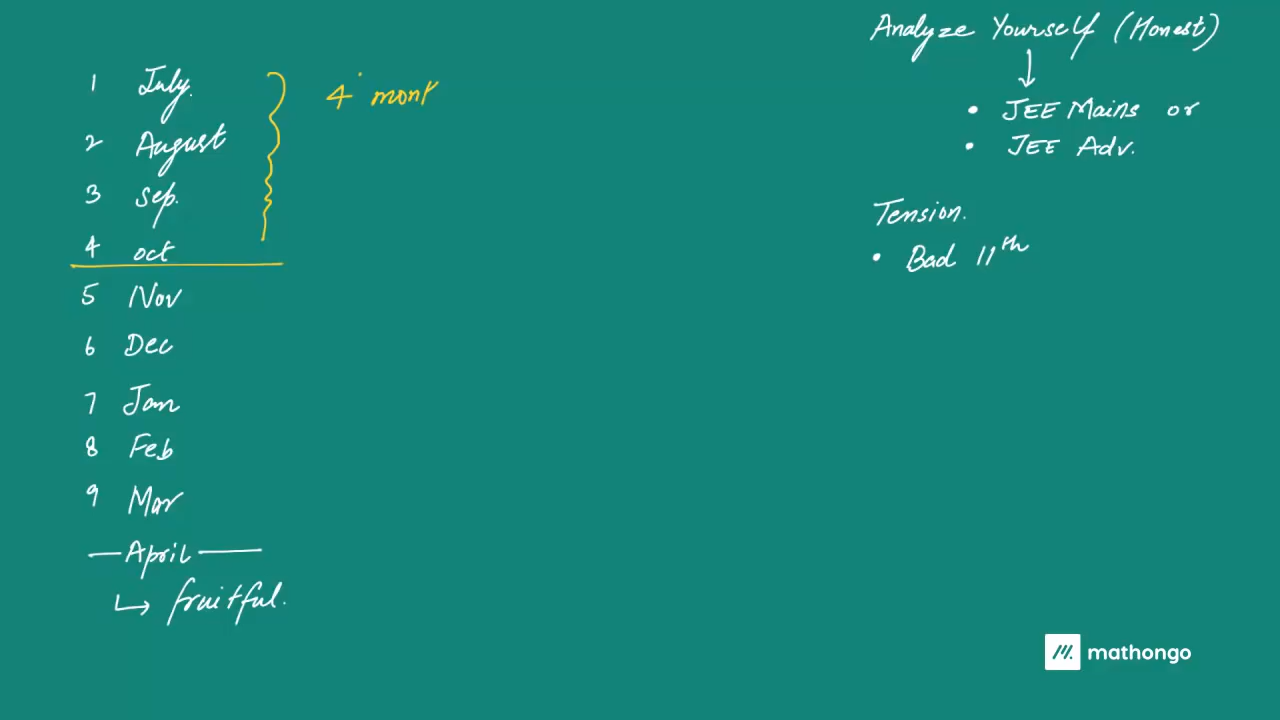 1 July.
2 August
3 Sep.
4 oct
4 mont
5 Nov
6 Dec
7 Jan
8 Feb
9 Mar
April
↳ fruitful.
Analyze Yourself (Honest)
↓
• JEE Mains or
• JEE Adv.
Tension.
• Bad 11th
mathongo